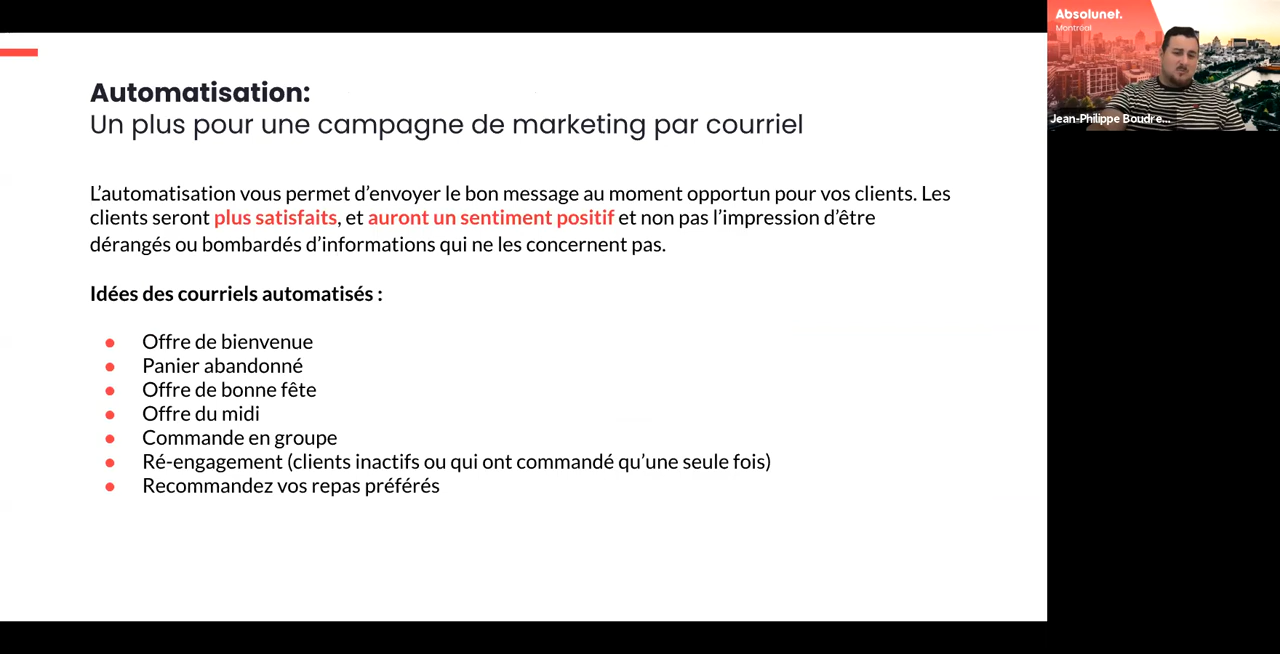 Automatisation:
Un plus pour une campagne de marketing par courriel
L’automatisation vous permet d’envoyer le bon message au moment opportun pour vos clients. Les
clients seront plus satisfaits, et auront un sentiment positif et non pas l’impression d’être
dérangés ou bombardés d’informations qui ne les concernent pas.
Idées des courriels automatisés :
● Offre de bienvenue
● Panier abandonné
● Offre de bonne fête
● Offre du midi
● Commande en groupe
● Ré-engagement (clients inactifs ou qui ont commandé qu’une seule fois)
● Recommandez vos repas préférés
Absolunet.
Montréal
Jean-Philippe Boudre...